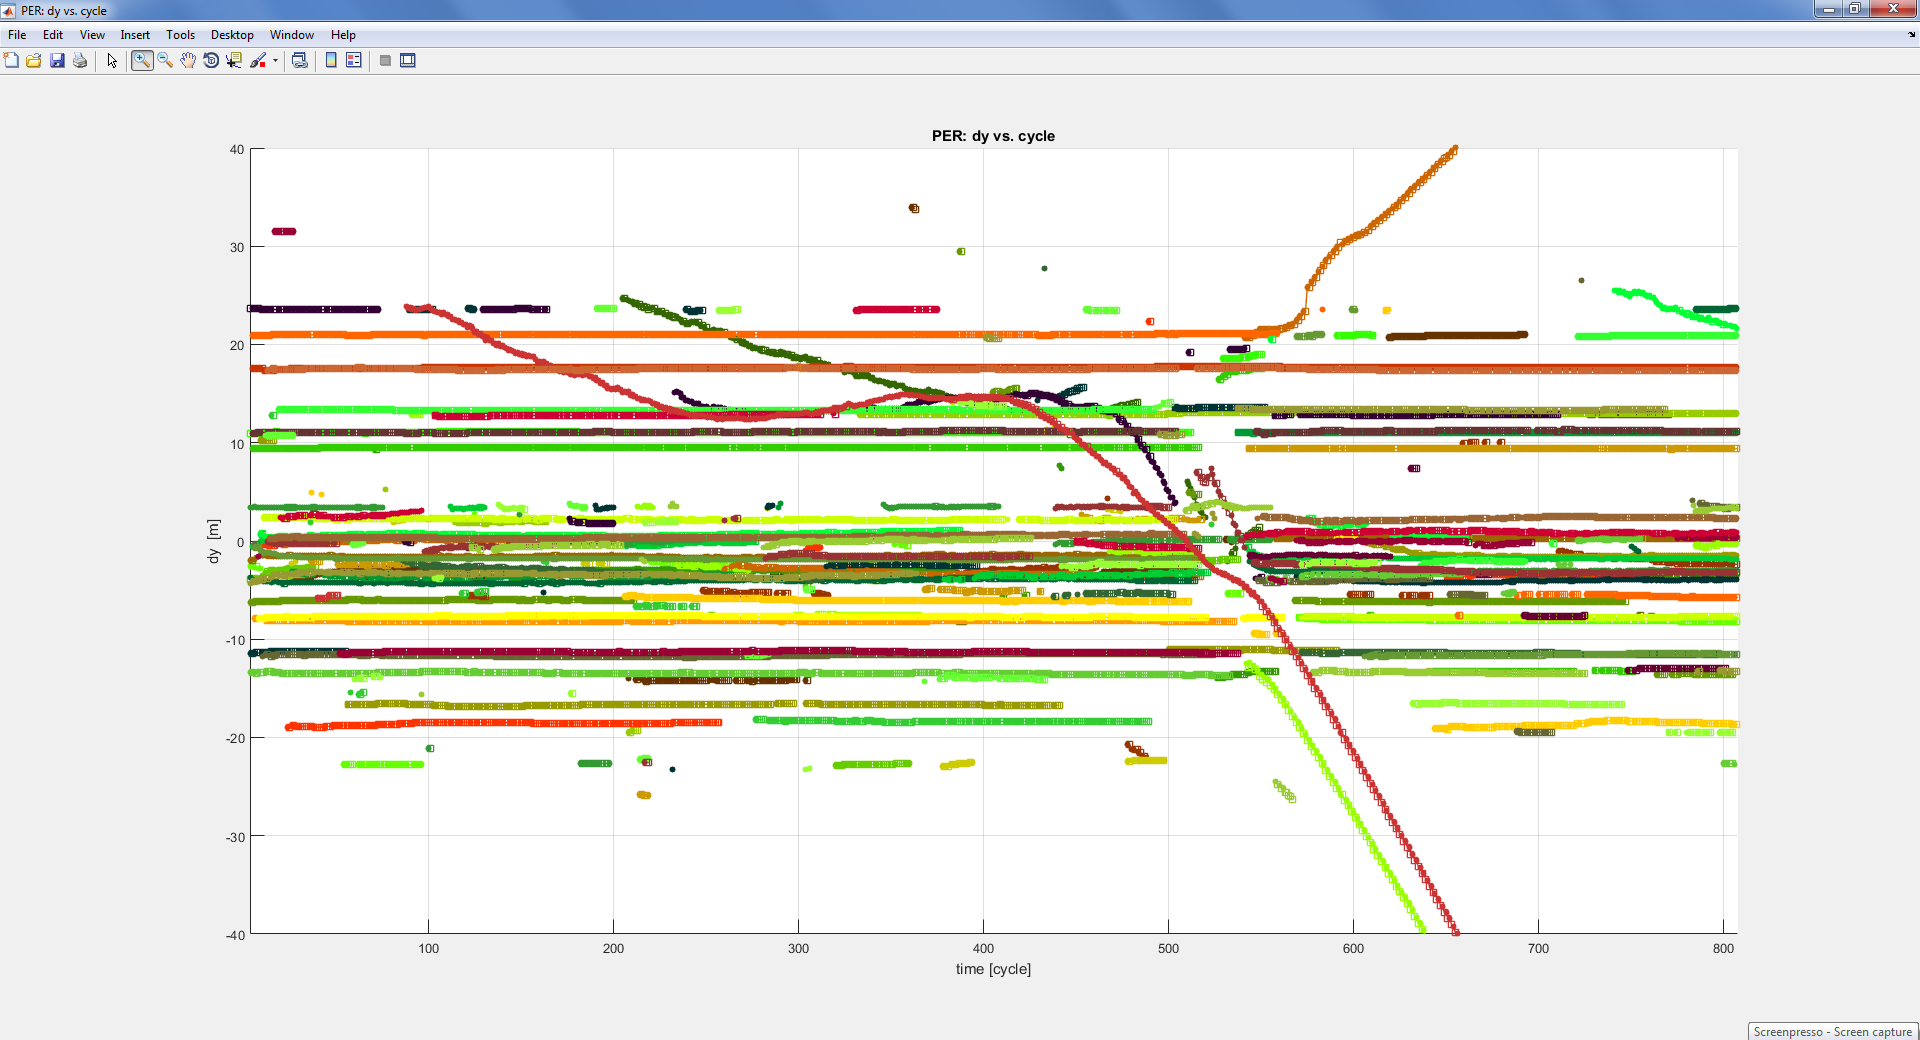 PER: dy vs. cycle
File Edit View Insert Tools Desktop Window Help
PER: dy vs. cycle
40
30
20
10
0
-10
-20
-30
-40
dy [m]
100 200 300 400 500 600 700 800
time [cycle]
Screenpresso - Screen capture